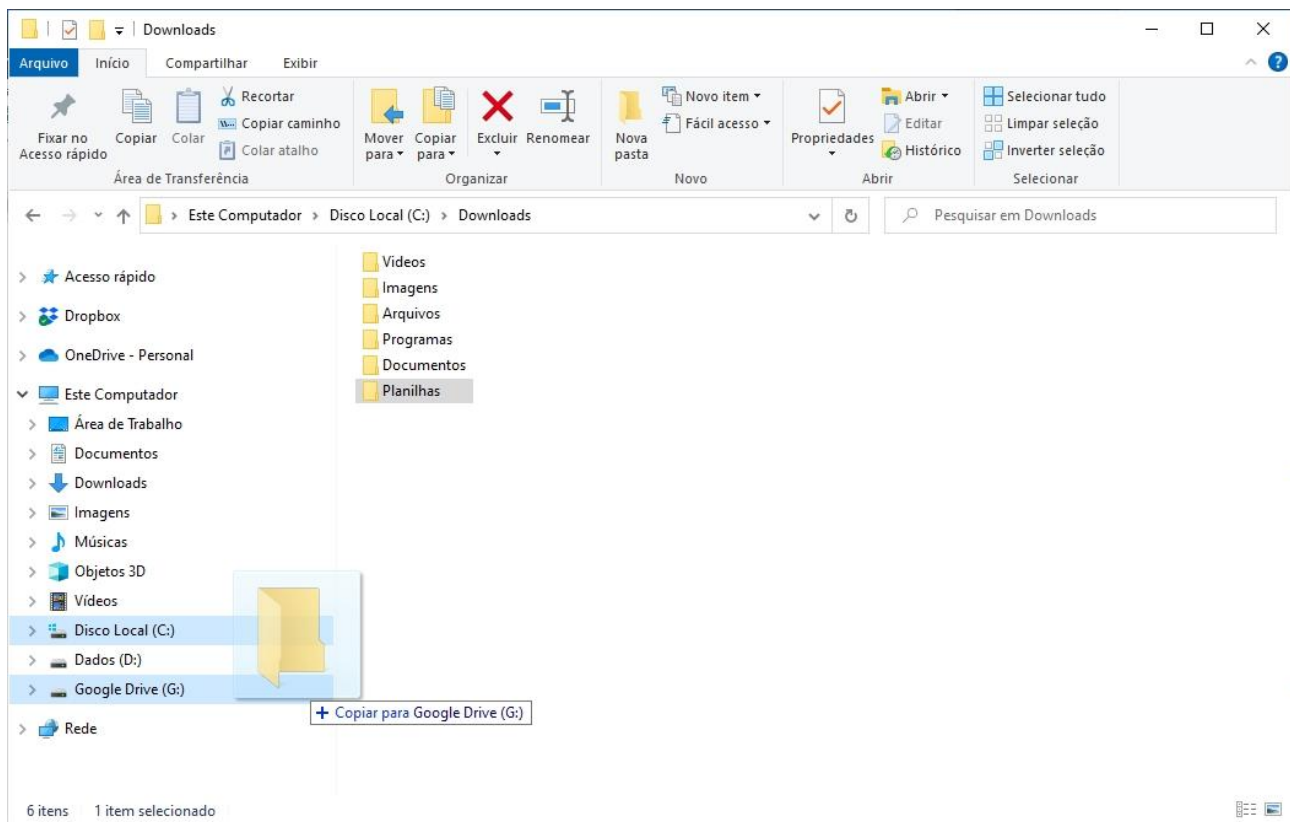 Downloads
Arquivo Início Compartilhar Exibir
Fixar no Acesso rápido
Copiar
Colar
Recortar
Copiar caminho
Colar atalho
Mover para
Copiar para
Excluir
Renomear
Nova pasta
Novo item
Fácil acesso
Propriedades
Abrir
Editar
Histórico
Selecionar tudo
Limpar seleção
Inverter seleção
Área de Transferência Organizar Novo Abrir Selecionar
Este Computador > Disco Local (C:) > Downloads
Pesquisar em Downloads
Acesso rápido
Dropbox
OneDrive - Personal
Este Computador
Área de Trabalho
Documentos
Downloads
Imagens
Músicas
Objetos 3D
Vídeos
Disco Local (C:)
Dados (D:)
Google Drive (G:)
Rede
Videos
Imagens
Arquivos
Programas
Documentos
Planilhas
+ Copiar para Google Drive (G:)
6 itens 1 item selecionado